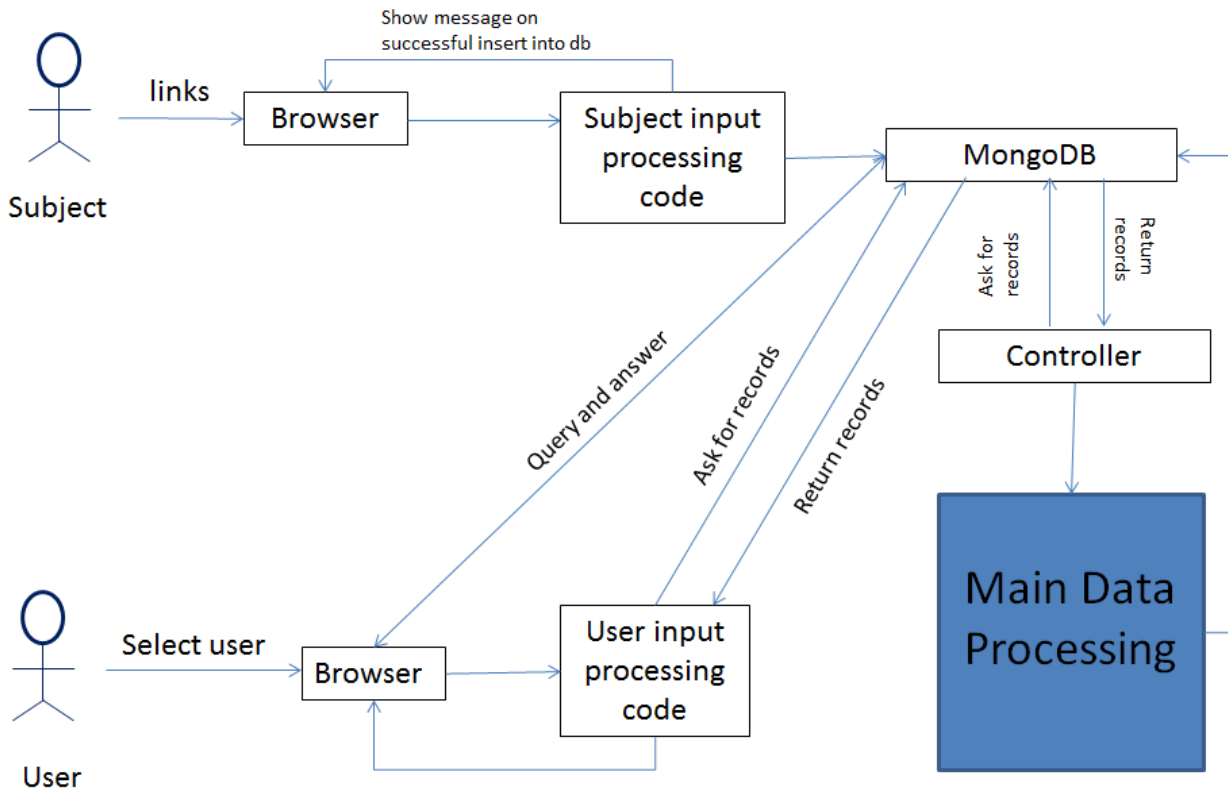 Show message on
successful insert into db
links
Browser
Subject input
processing
code
MongoDB
Subject
Ask for
records
Return
records
Controller
Query and answer
Ask for records
Return records
Main Data
Processing
Select user
Browser
User input
processing
code
User